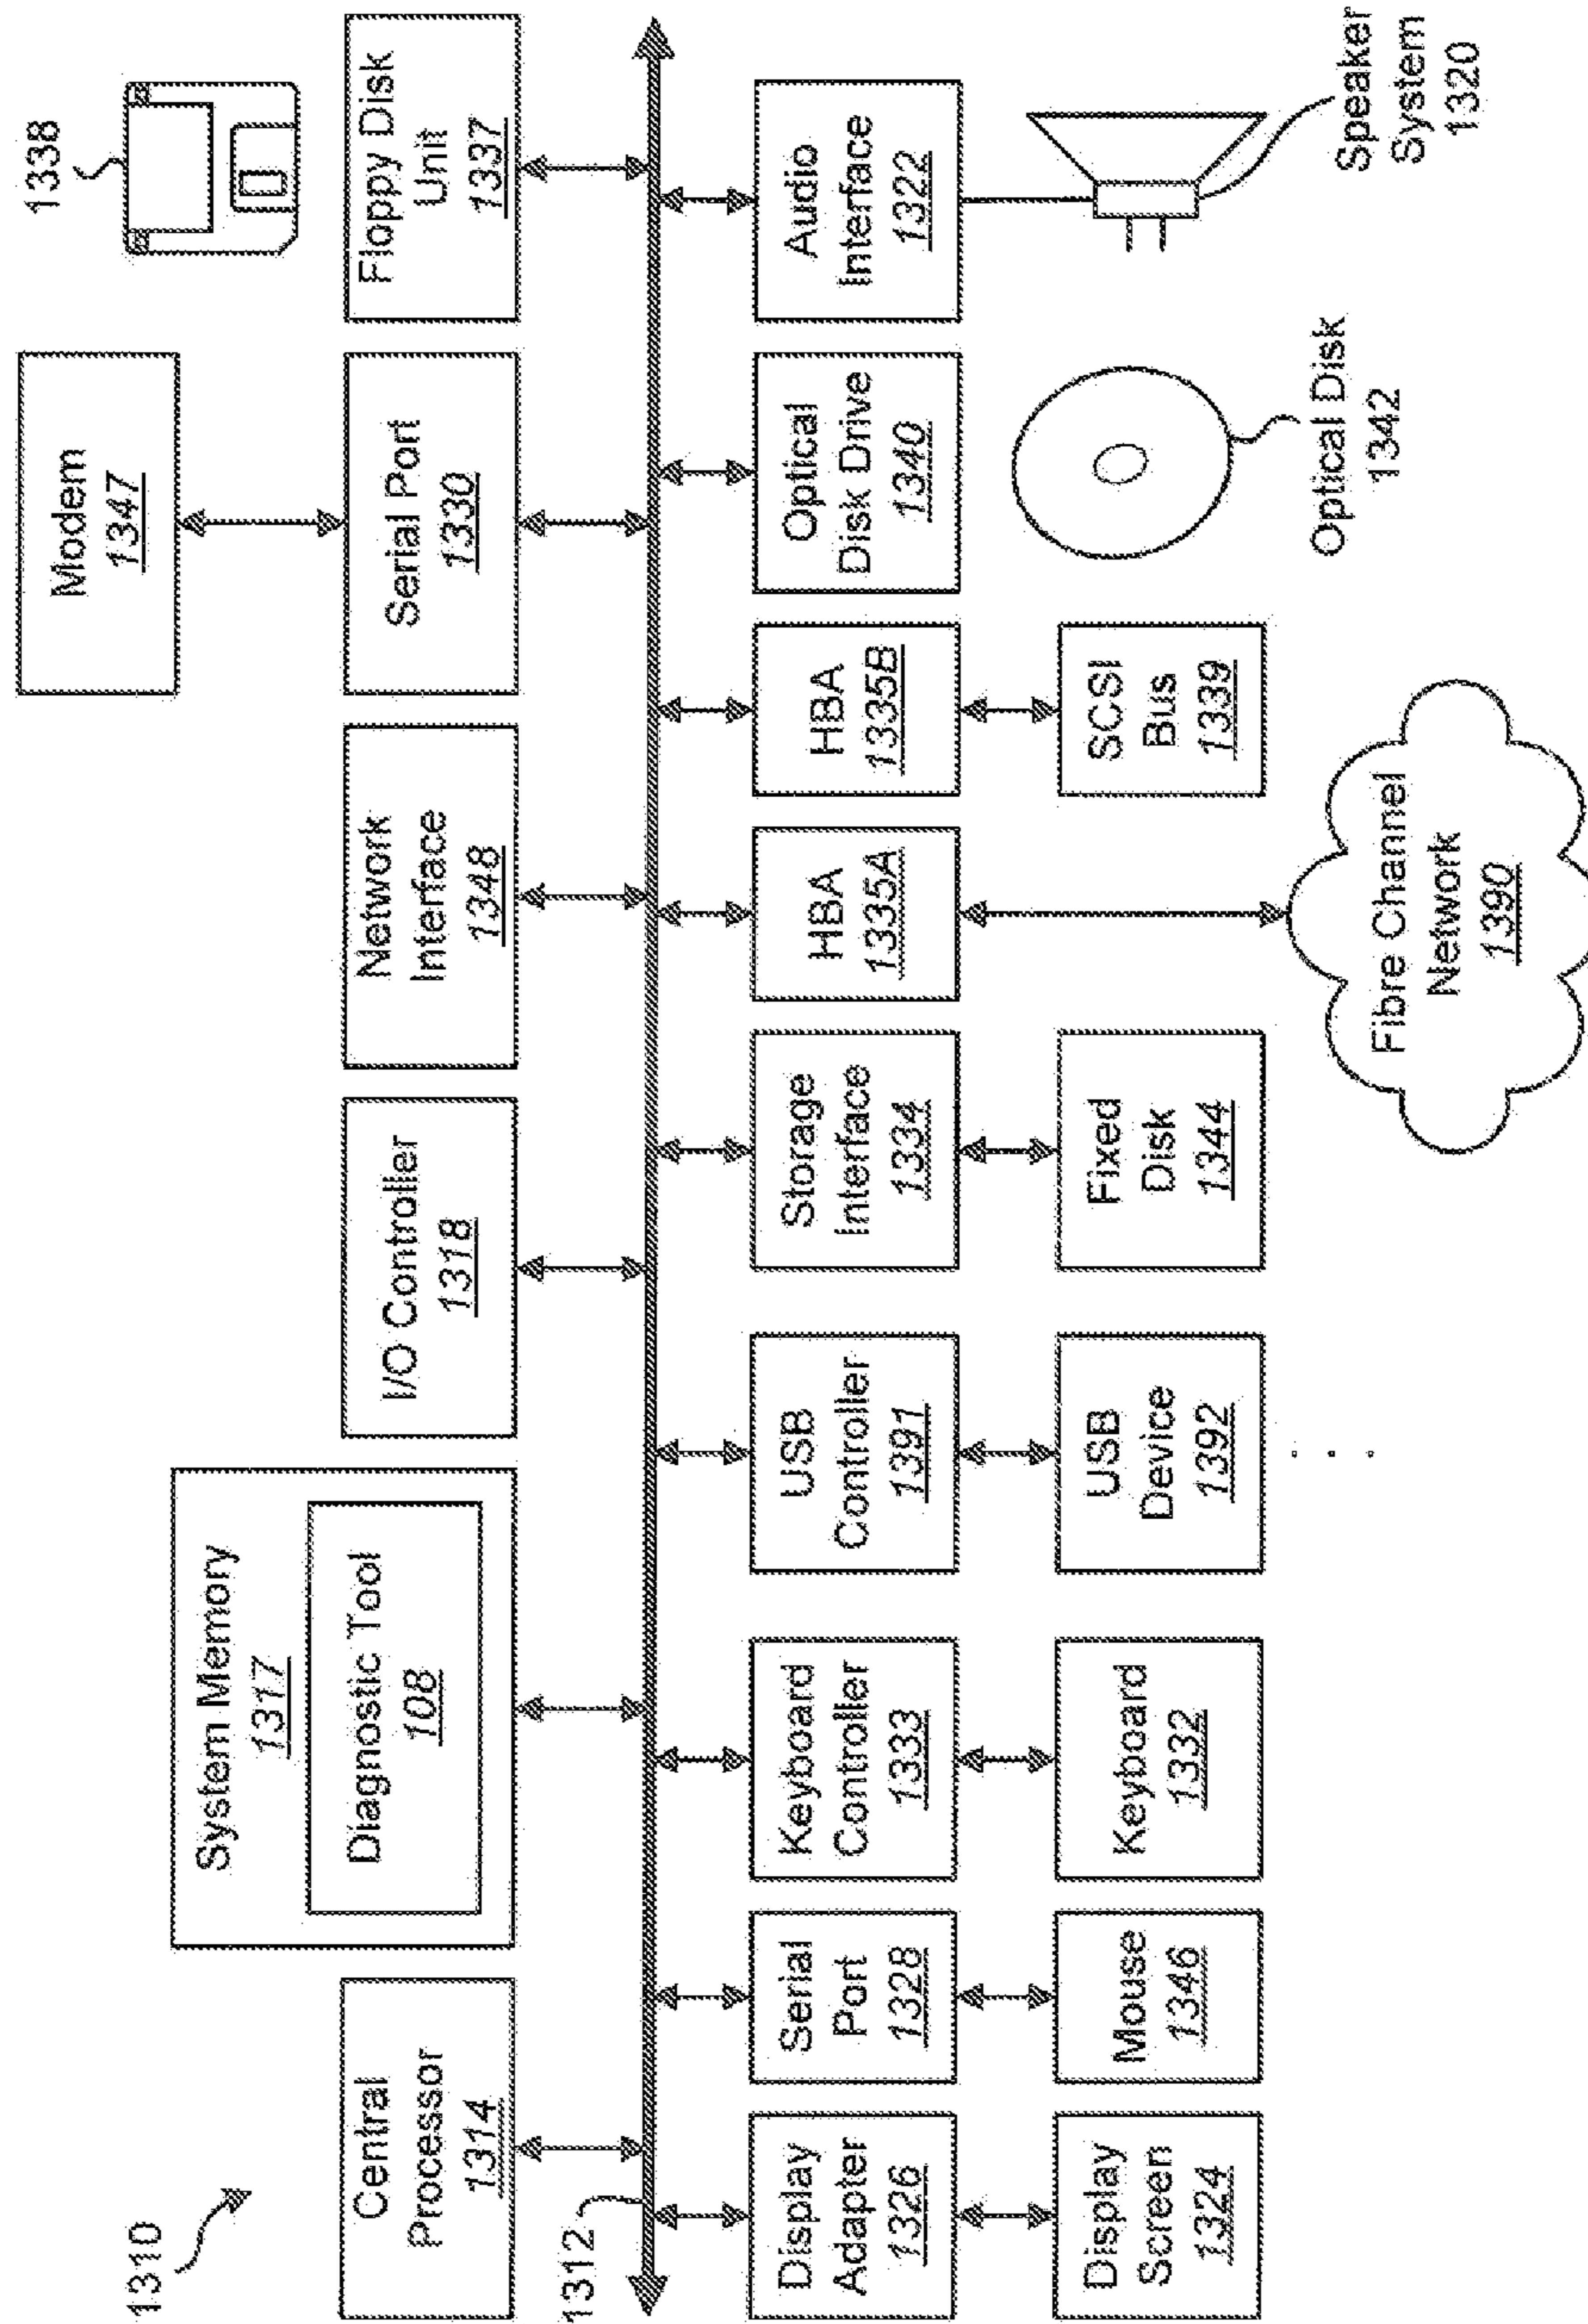 1310
Central
Processor
1314
System Memory
1317
Diagnostic Tool
108
I/O Controller
1318
Network
Interface
1348
Modem
1347
Serial Port
1330
1338
Floppy Disk
Unit
1337
1312
Display
Adapter
1326
Serial
Port
1328
Keyboard
Controller
1333
USB
Controller
1391
Storage
Interface
1334
HBA
1335A
HBA
1335B
Optical
Disk Drive
1340
Audio
Interface
1322
Display
Screen
1324
Mouse
1346
Keyboard
1332
USB
Device
1392
. . .
Fixed
Disk
1344
SCSI
Bus
1339
Fibre Channel
Network
1390
Optical Disk
1342
Speaker
System
1320